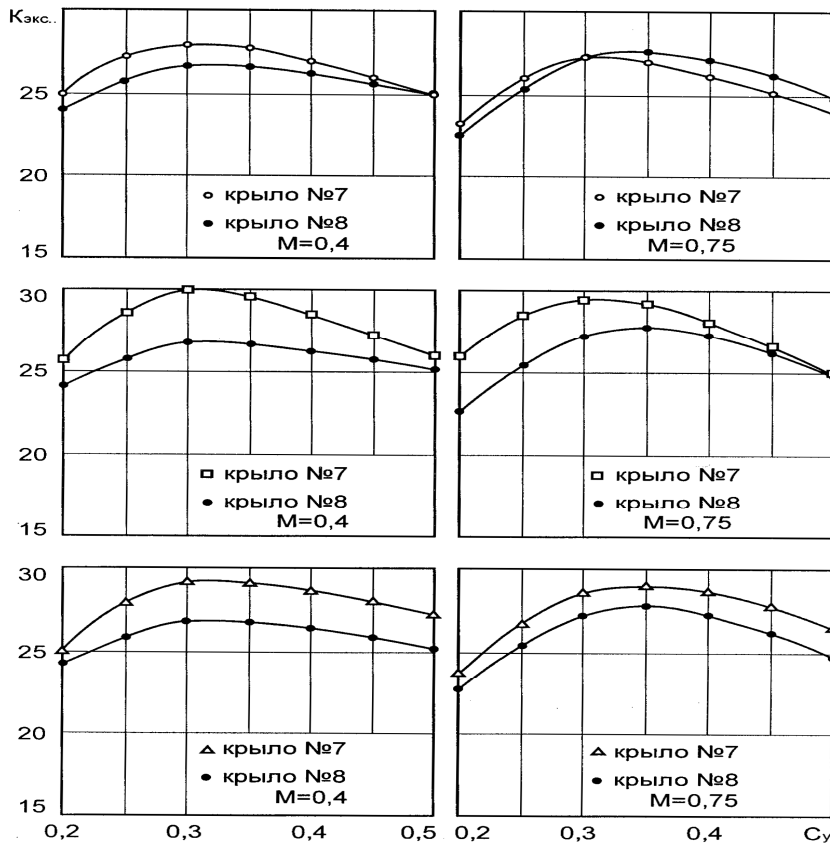 Кэкс..
25
20
15
крыло №7
крыло №8
М=0,4
крыло №7
крыло №8
М=0,75
30
25
20
15
крыло №7
крыло №8
М=0,4
крыло №7
крыло №8
М=0,75
30
25
20
15
крыло №7
крыло №8
М=0,4
крыло №7
крыло №8
М=0,75
0,2 0,3 0,4 0,5 0,2 0,3 0,4 Су